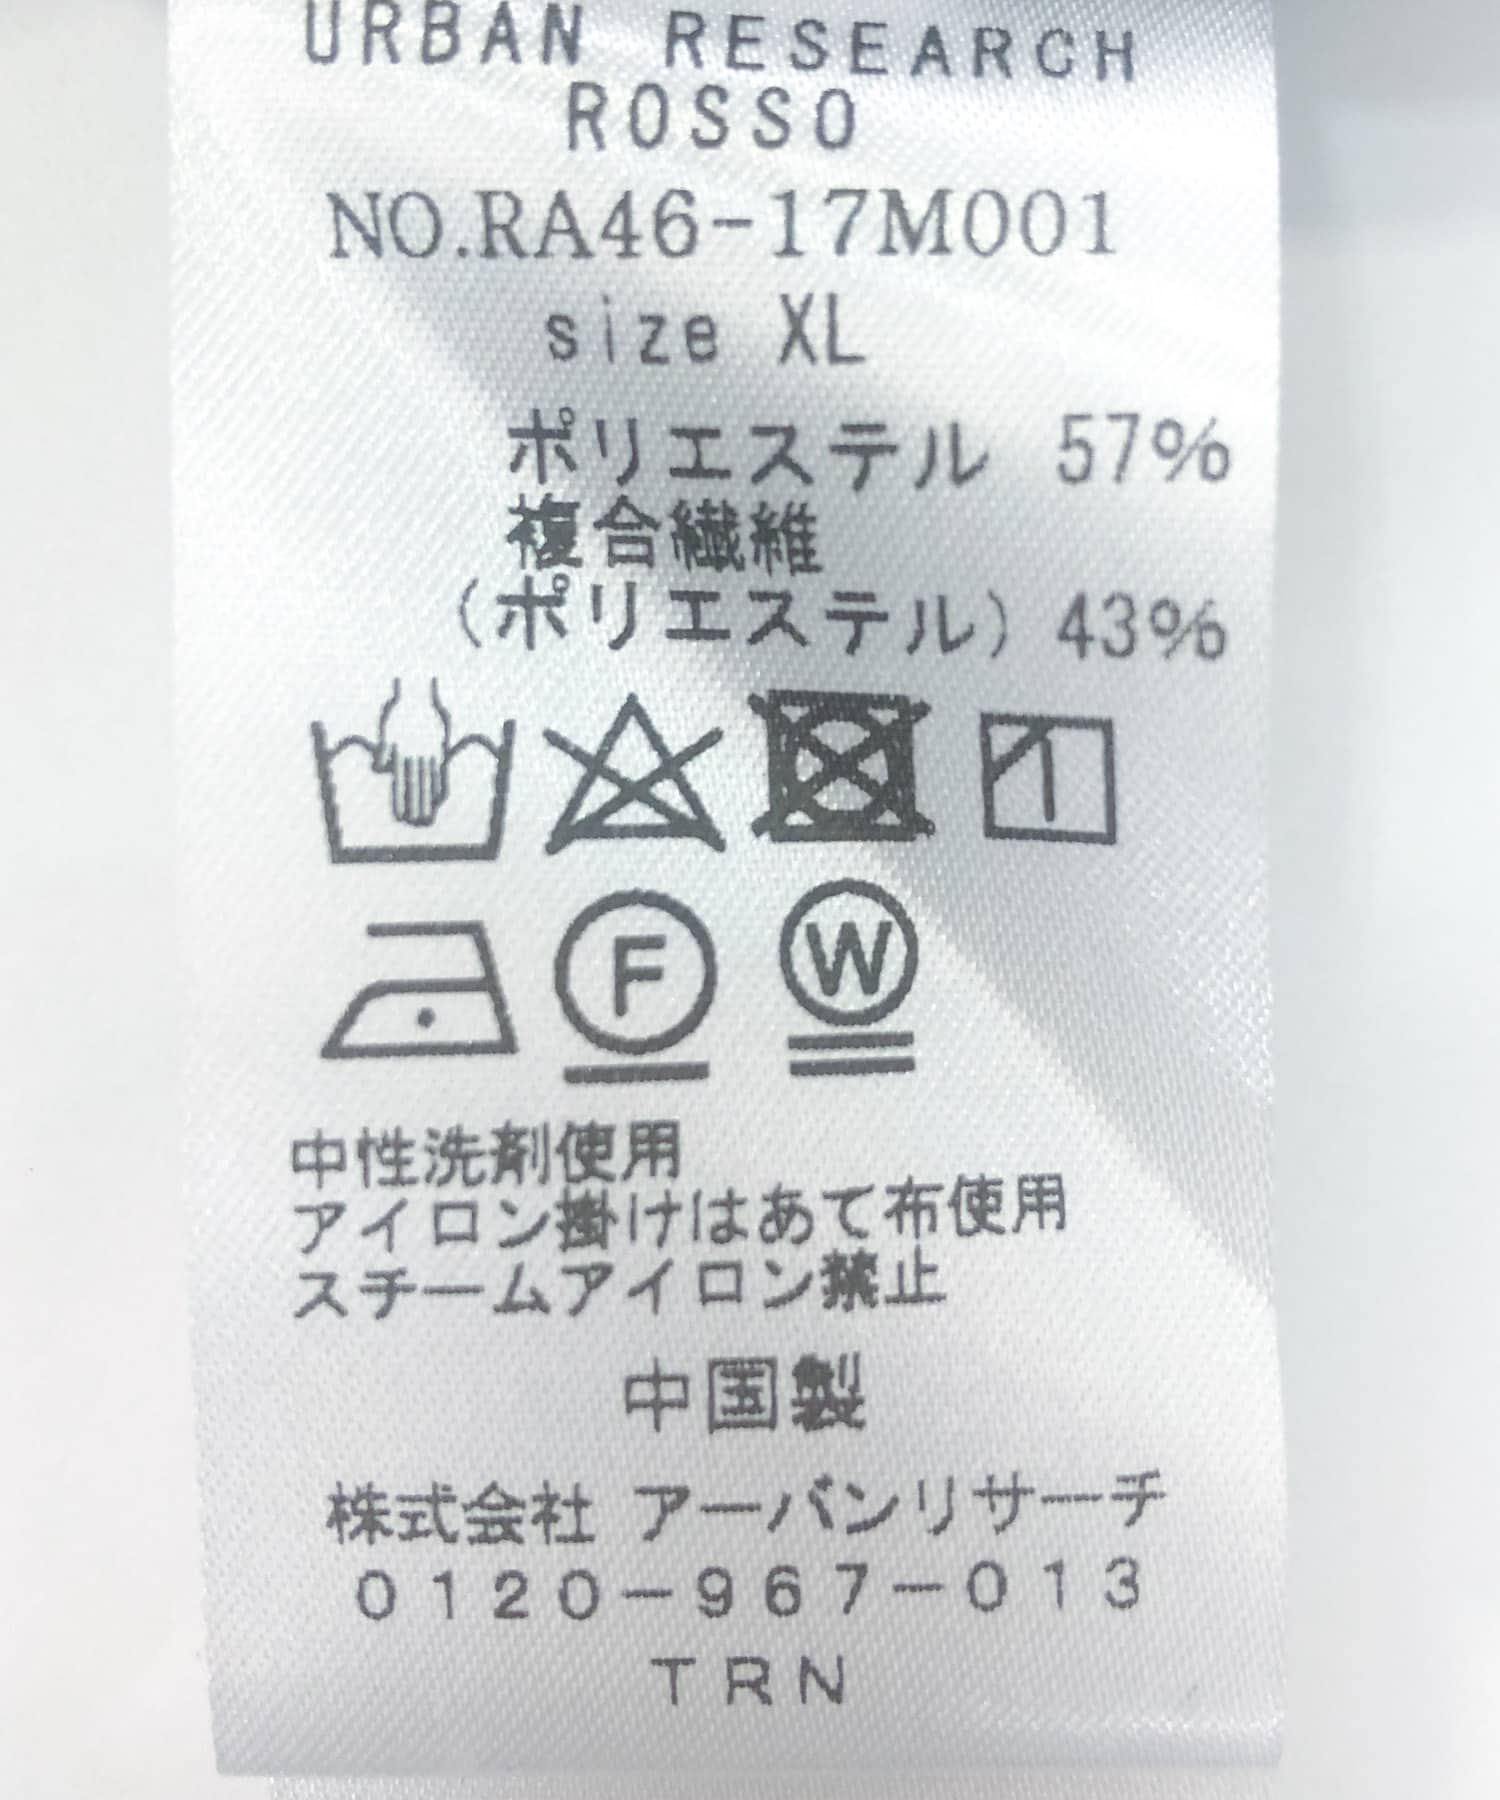 URBAN RESEARCH
ROSSO
NO.RA46-17M001
size XL
ポリエステル 57%
複合繊維
(ポリエステル) 43%
F W
中性洗剤使用
アイロン掛けはあて布使用
スチームアイロン禁止
中国製
株式会社 アーバンリサーチ
0120-967-013
TRN